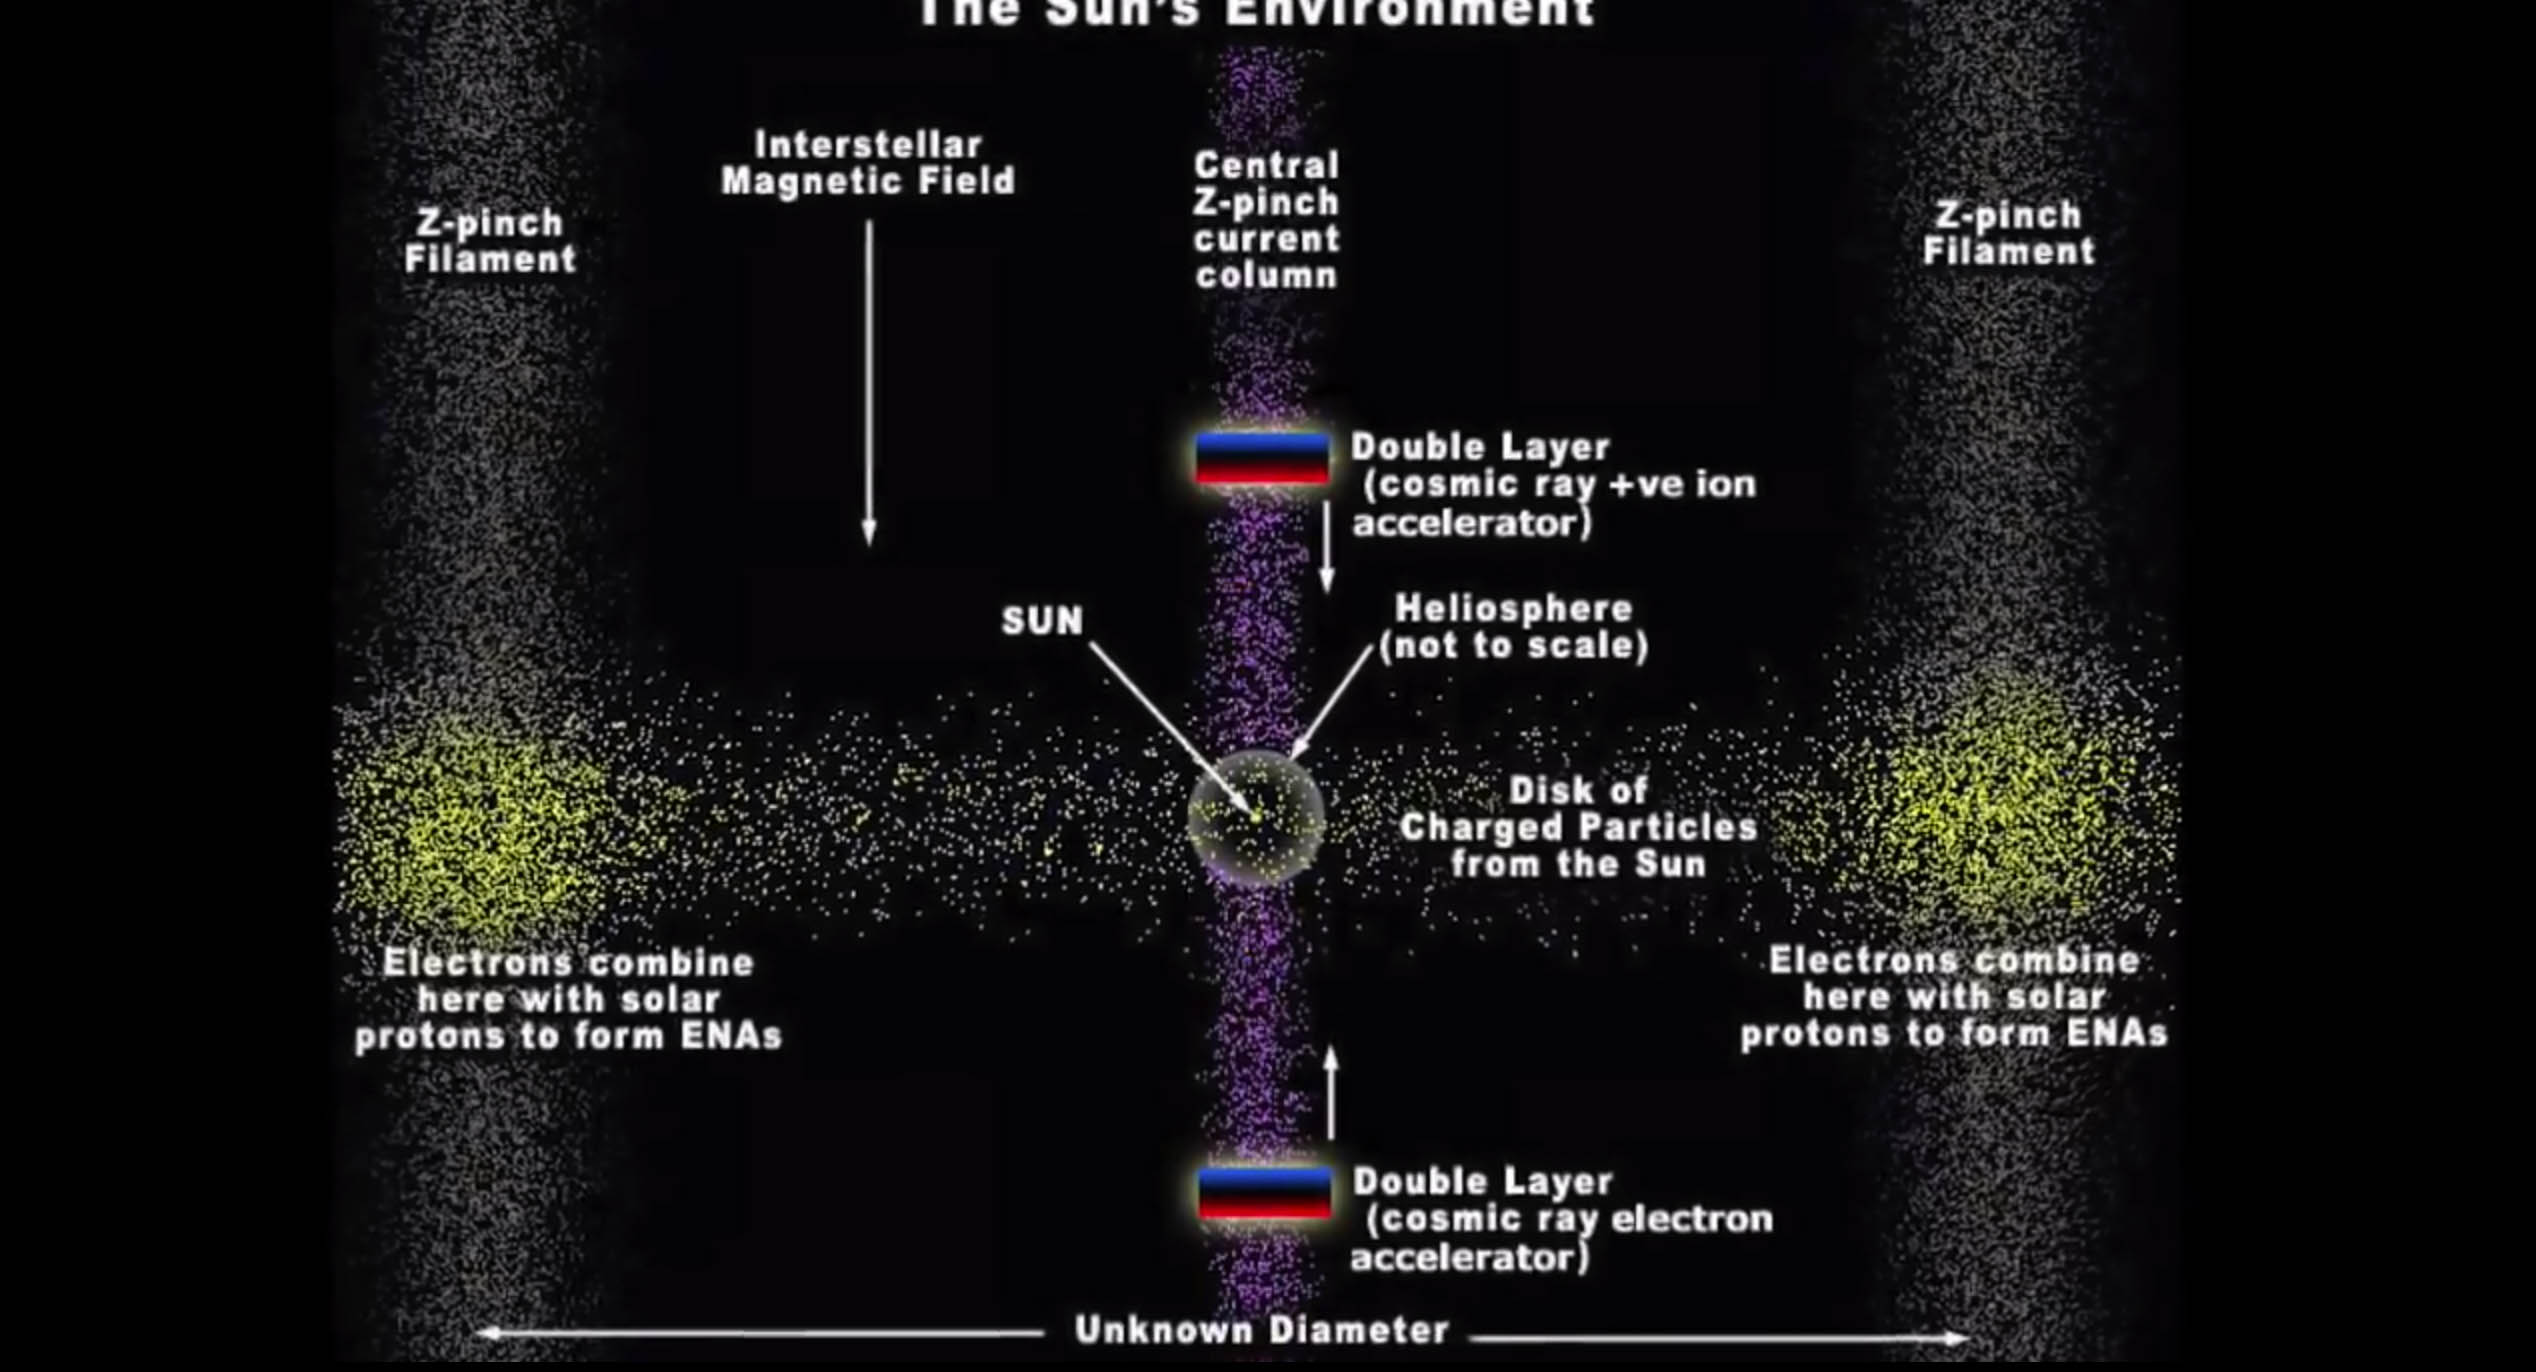 The Sun's Environment
Interstellar
Magnetic Field
Central
Z-pinch
current
column
Z-pinch
Filament
Z-pinch
Filament
Double Layer
(cosmic ray +ve ion
accelerator)
SUN
Heliosphere
(not to scale)
Disk of
Charged Particles
from the Sun
Electrons combine
here with solar
protons to form ENAs
Electrons combine
here with solar
protons to form ENAs
Double Layer
(cosmic ray electron
accelerator)
Unknown Diameter